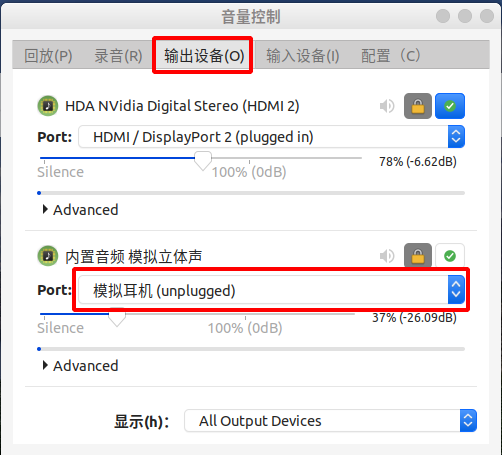 音量控制
回放(P) 录音(R) 输出设备(O) 输入设备(I) 配置（C）
HDA NVidia Digital Stereo (HDMI 2)
Port: HDMI / DisplayPort 2 (plugged in)
78% (-6.62dB)
Silence 100% (0dB)
Advanced
内置音频 模拟立体声
Port: 模拟耳机 (unplugged)
37% (-26.09dB)
Silence 100% (0dB)
Advanced
显示(h)： All Output Devices